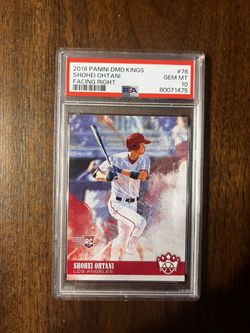 2018 PANINI DMD.KINGS #76
SHOHEI OHTANI GEM MT
FACING RIGHT 10
PSA 80071475
RC
SHOHEI OHTANI
LOS ANGELES